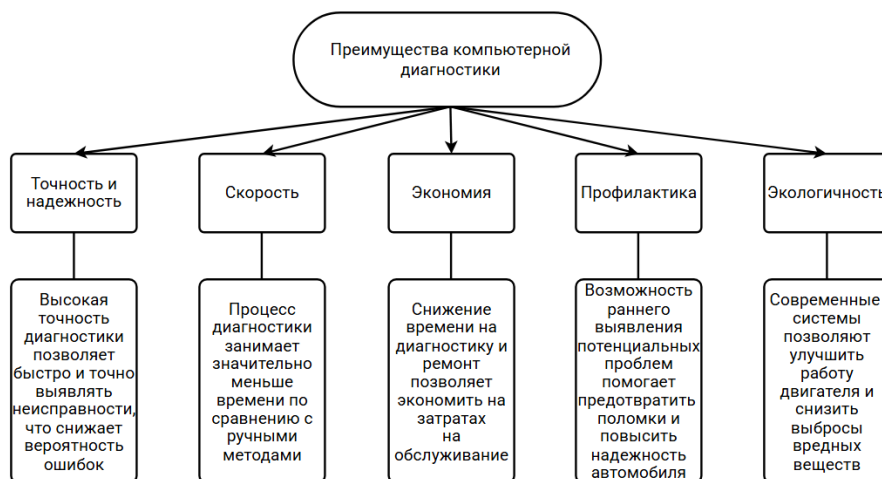 Преимущества компьютерной
диагностики
Точность и
надежность
Скорость
Экономия
Профилактика
Экологичность
Высокая
точность
диагностики
позволяет
быстро и точно
выявлять
неисправности,
что снижает
вероятность
ошибок
Процесс
диагностики
занимает
значительно
меньше
времени по
сравнению с
ручными
методами
Снижение
времени на
диагностику и
ремонт
позволяет
экономить на
затратах
на
обслуживание
Возможность
раннего
выявления
потенциальных
проблем
помогает
предотвратить
поломки и
повысить
надежность
автомобиля
Современные
системы
позволяют
улучшить
работу
двигателя и
снизить
выбросы
вредных
веществ